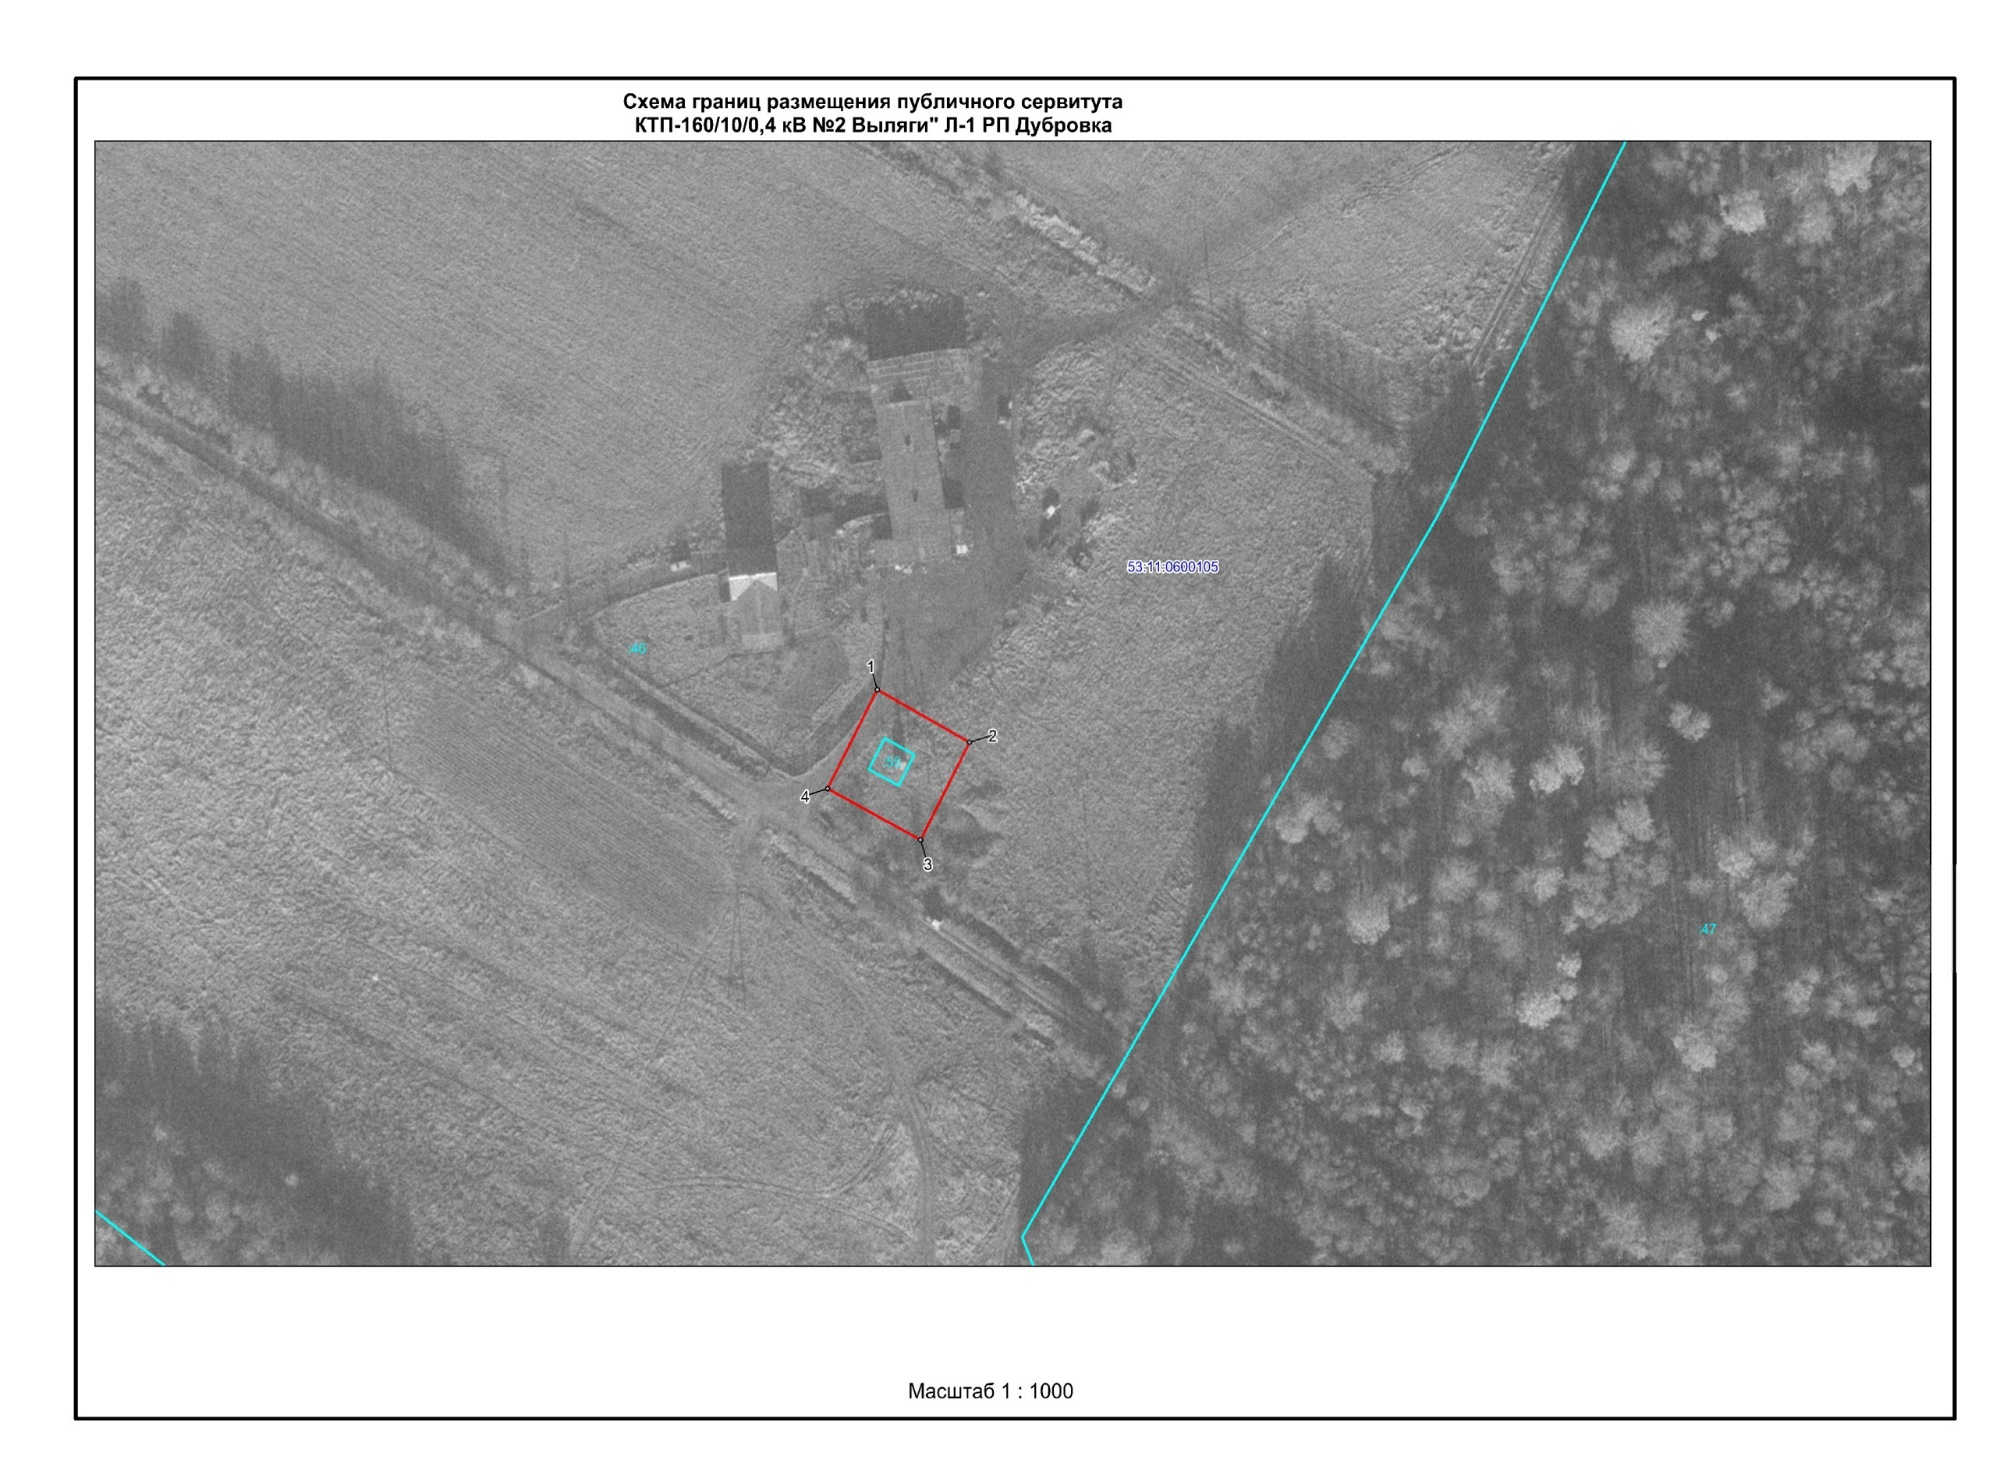 Схема границ размещения публичного сервитута
КТП-160/10/0,4 кВ №2 Выляги" Л-1 РП Дубровка
53:11:0600105
:46
1
2
4
3
:47
Масштаб 1 : 1000